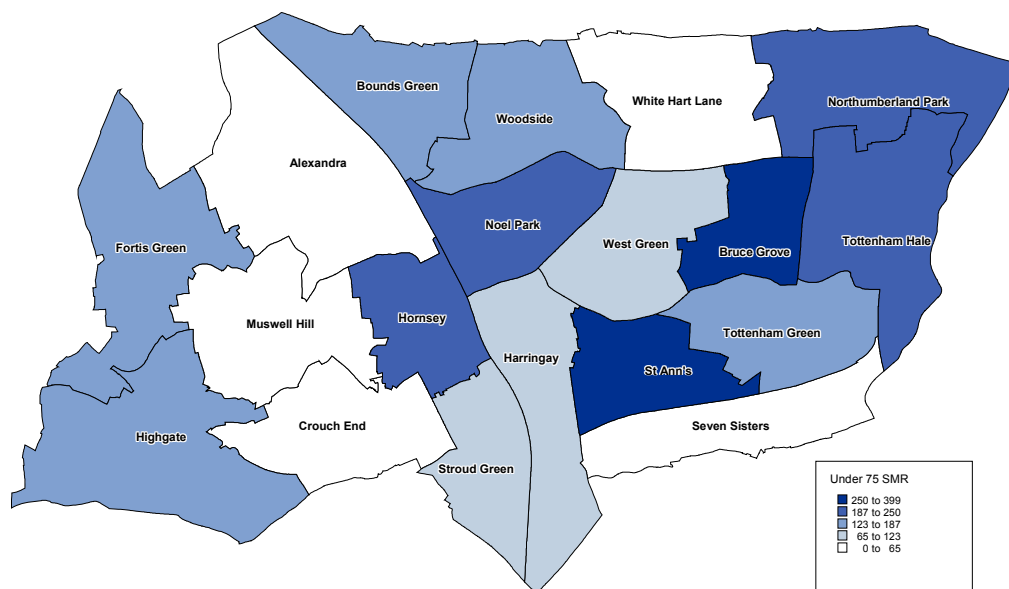 Bounds Green
White Hart Lane
Northumberland Park
Woodside
Alexandra
Noel Park
Fortis Green
West Green
Bruce Grove
Tottenham Hale
Muswell Hill
Hornsey
Tottenham Green
Harringay
St Ann's
Crouch End
Seven Sisters
Highgate
Stroud Green
Under 75 SMR
250 to 399
187 to 250
123 to 187
65 to 123
0 to 65